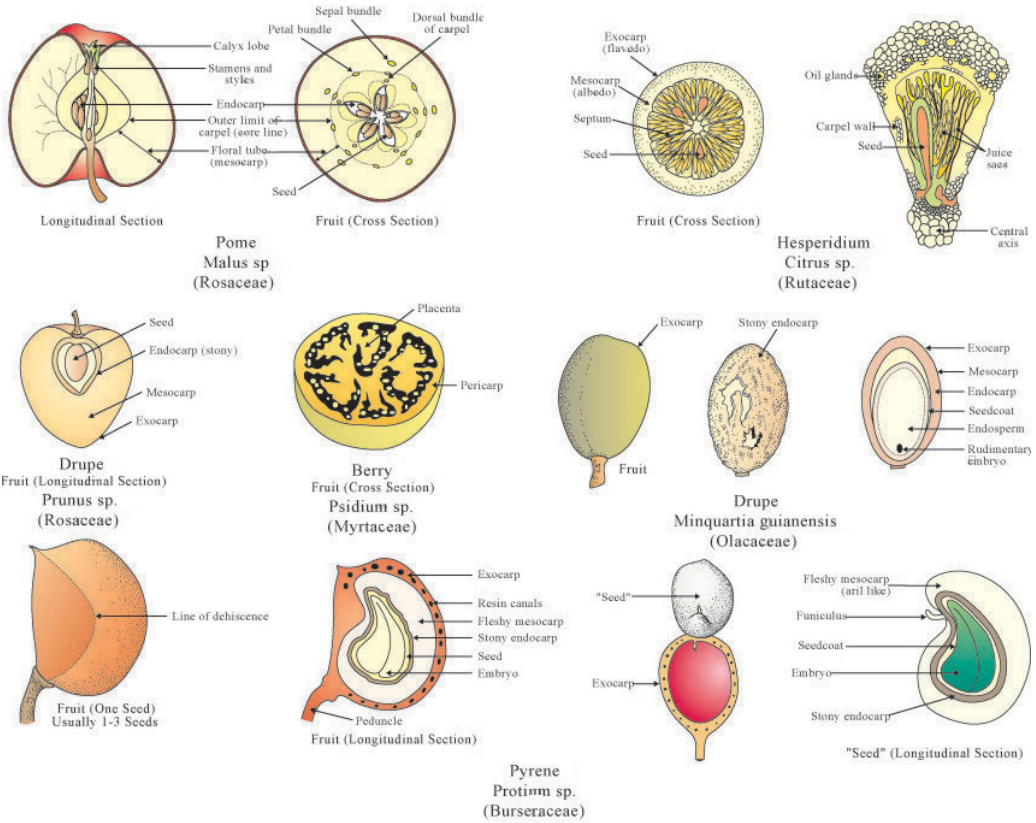 Calyx lobe
Stamens and
styles
Endocarp
Outer limit of
carpel (core line)
Floral tube
(mesocarp)
Longitudinal Section
Petal bundle
Sepal bundle
Dorsal bundle
of carpel
Seed
Fruit (Cross Section)
Pome
Malus sp
(Rosaceae)
Exocarp
(flavedo)
Mesocarp
(albedo)
Septum
Seed
Fruit (Cross Section)
Oil glands
Carpel wall
Seed
Juice
sacs
Central
axis
Hesperidium
Citrus sp.
(Rutaceae)
Seed
Endocarp (stony)
Mesocarp
Exocarp
Drupe
Fruit (Longitudinal Section)
Prunus sp.
(Rosaceae)
Placenta
Pericarp
Berry
Fruit (Cross Section)
Psidium sp.
(Myrtaceae)
Exocarp
Fruit
Stony endocarp
Exocarp
Mesocarp
Endocarp
Seedcoat
Endosperm
Rudimentary
embryo
Drupe
Minquartia guianensis
(Olacaceae)
Line of dehiscence
Fruit (One Seed)
Usually 1-3 Seeds
Exocarp
Resin canals
Fleshy mesocarp
Stony endocarp
Seed
Embryo
Peduncle
Fruit (Longitudinal Section)
"Seed"
Exocarp
Fleshy mesocarp
(aril like)
Funiculus
Seedcoat
Embryo
Stony endocarp
"Seed" (Longitudinal Section)
Pyrene
Protium sp.
(Burseraceae)